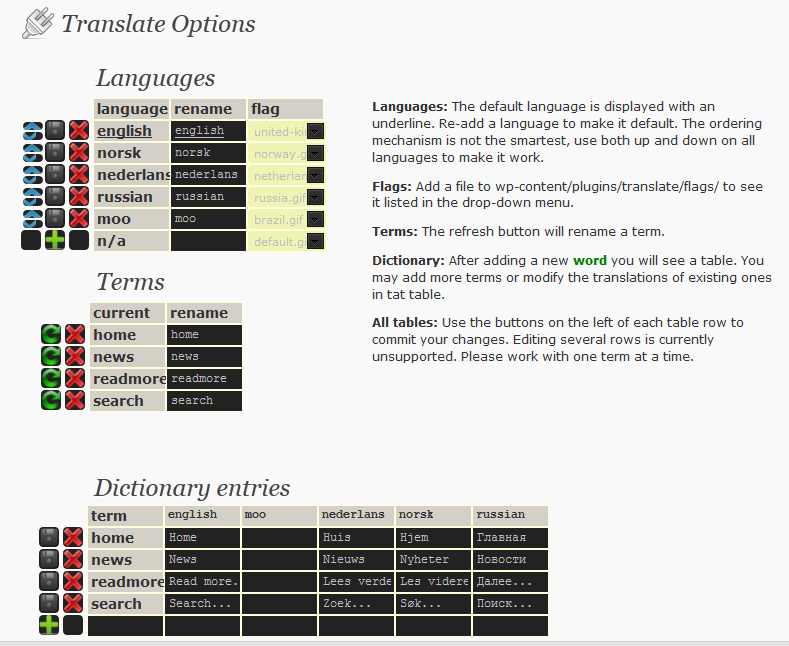 Translate Options
Languages
language rename flag
english english united-kin
norsk norsk norway.g
nederlans nederlans netherlan
russian russian russia.gif
moo moo brazil.gif
n/a default.gi
Languages: The default language is displayed with an
underline. Re-add a language to make it default. The ordering
mechanism is not the smartest, use both up and down on all
languages to make it work.
Flags: Add a file to wp-content/plugins/translate/flags/ to see
it listed in the drop-down menu.
Terms: The refresh button will rename a term.
Dictionary: After adding a new word you will see a table. You
may add more terms or modify the translations of existing ones
in tat table.
All tables: Use the buttons on the left of each table row to
commit your changes. Editing several rows is currently
unsupported. Please work with one term at a time.
Terms
current rename
home home
news news
readmore readmore
search search
Dictionary entries
term english moo nederlans norsk russian
home Home Huis Hjem Главная
news News Nieuws Nyheter Новости
readmore Read more. Lees verde Les videre Далее...
search Search... Zoek... Søk... Поиск...